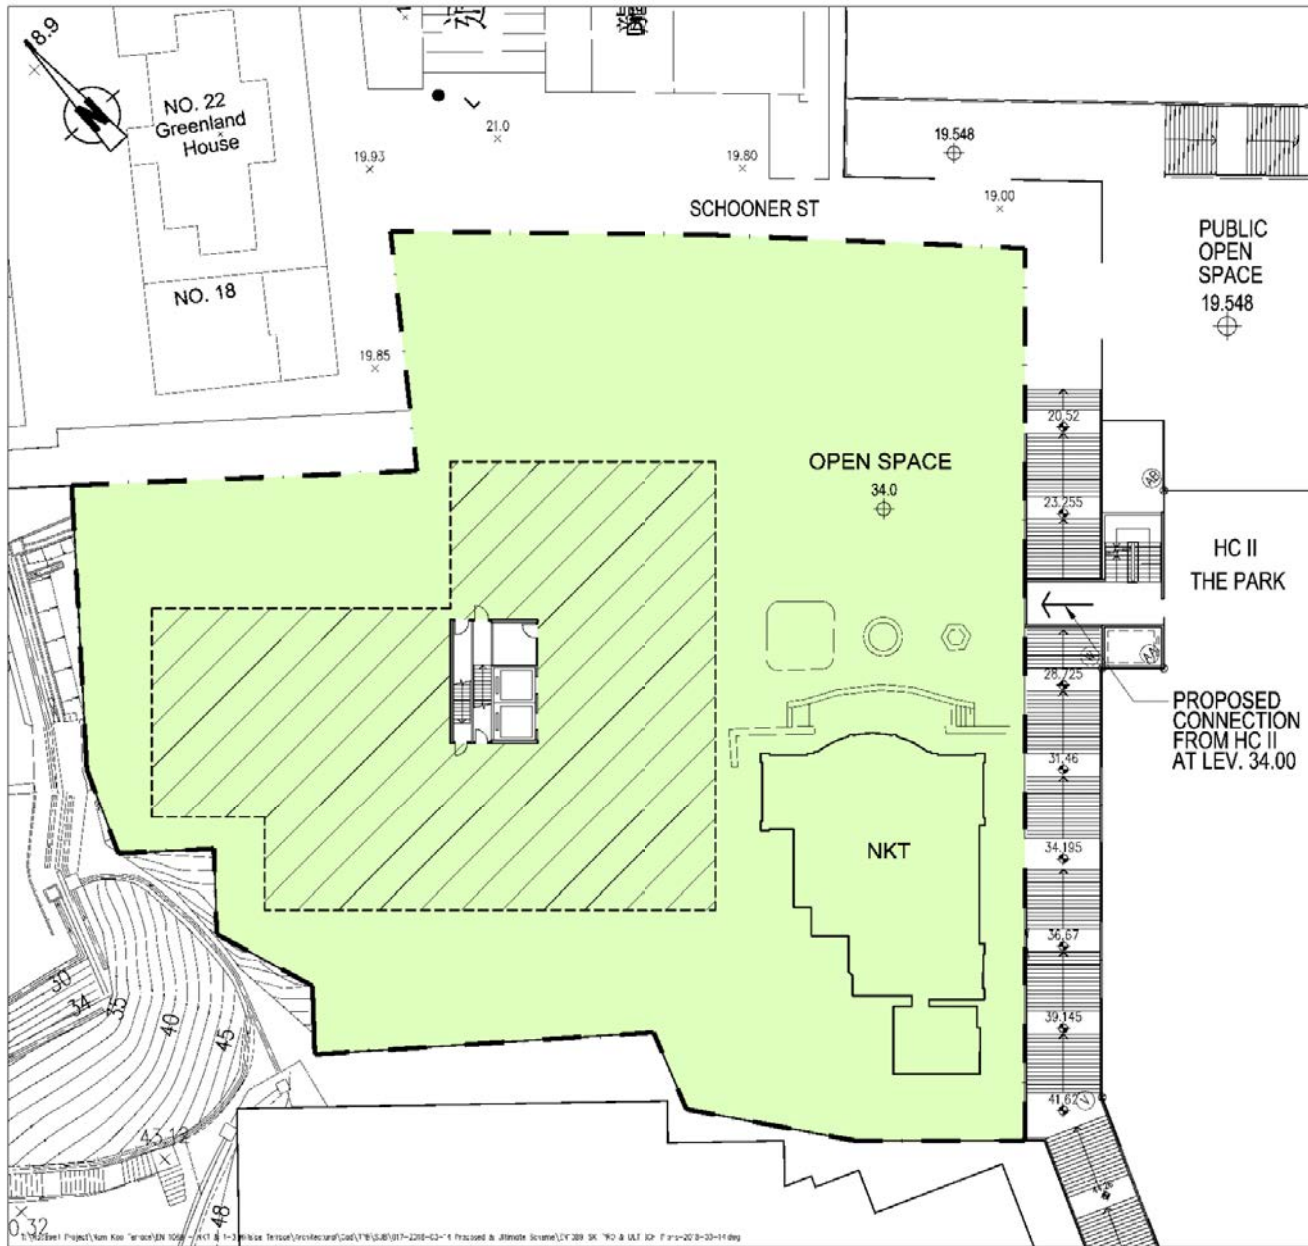 8.9
N
NO. 22
Greenland
House
21.0
19.93
19.80
19.548
19.00
SCHOONER ST
PUBLIC
OPEN
SPACE
19.548
NO. 18
19.85
20.52
OPEN SPACE
34.0
23.255
HC II
THE PARK
28.725
PROPOSED
CONNECTION
FROM HC II
AT LEV. 34.00
31.46
NKT
34.195
36.67
30
34
35
40
45
39.145
41.62
43.12
48
0.32